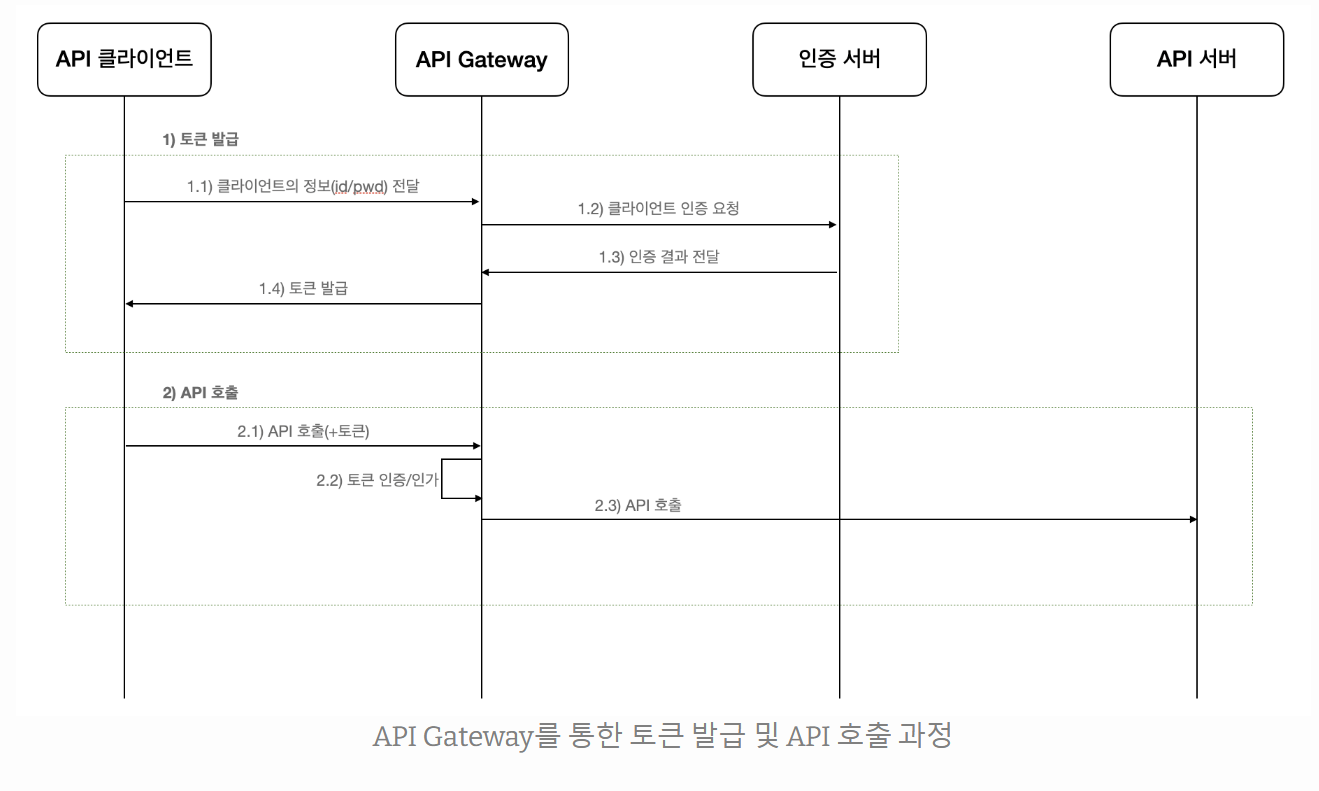 API 클라이언트
API Gateway
인증 서버
API 서버
1) 토큰 발급
1.1) 클라이언트의 정보(id/pwd) 전달
1.2) 클라이언트 인증 요청
1.3) 인증 결과 전달
1.4) 토큰 발급
2) API 호출
2.1) API 호출(+토큰)
2.2) 토큰 인증/인가
2.3) API 호출
API Gateway를 통한 토큰 발급 및 API 호출 과정